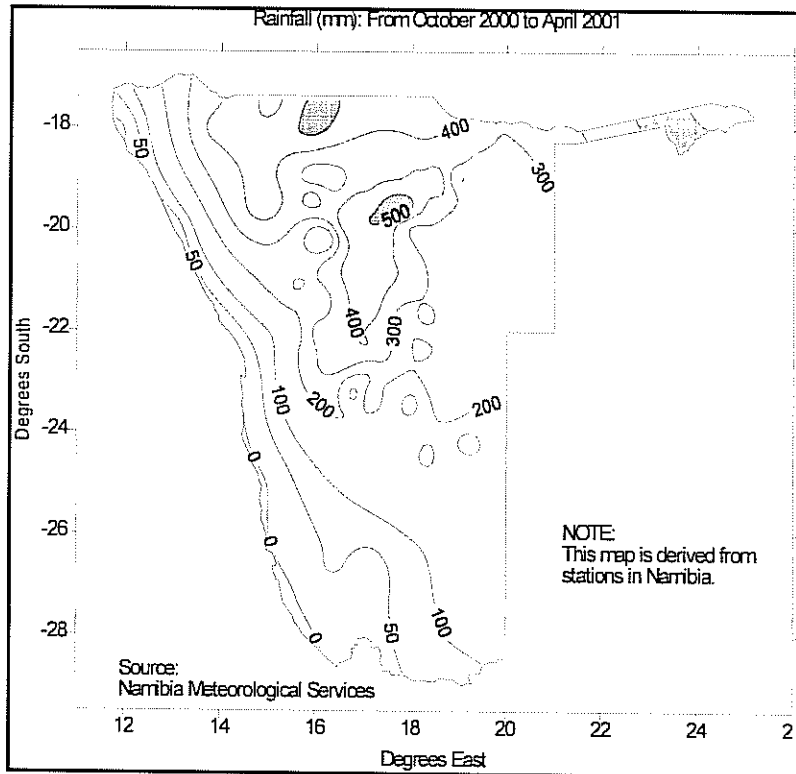 Rainfall (mm): From October 2000 to April 2001
-18
-20
-22
-24
-26
-28
Degrees South
50
400
300
500
50
400
300
100
200
200
0
0
0
50
100
NOTE:
This map is derived from
stations in Namibia.
Source:
Namibia Meteorological Services
12 14 16 18 20 22 24 2
Degrees East